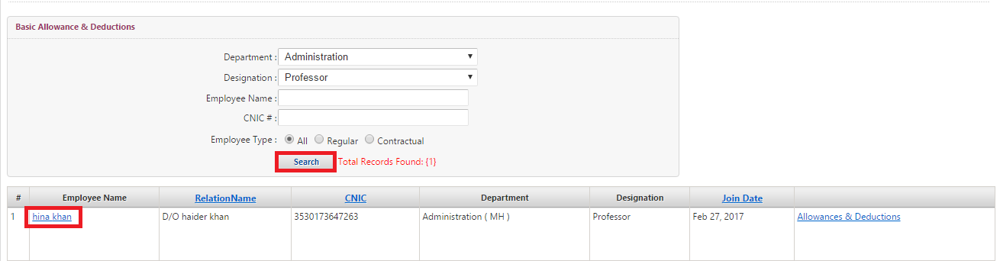 Basic Allowance & Deductions
Department : Administration
Designation : Professor
Employee Name :
CNIC # :
Employee Type : All Regular Contractual
Search Total Records Found: {1}
# Employee Name RelationName CNIC Department Designation Join Date
1 hina khan D/O haider khan 3530173647263 Administration ( MH ) Professor Feb 27, 2017 Allowances & Deductions